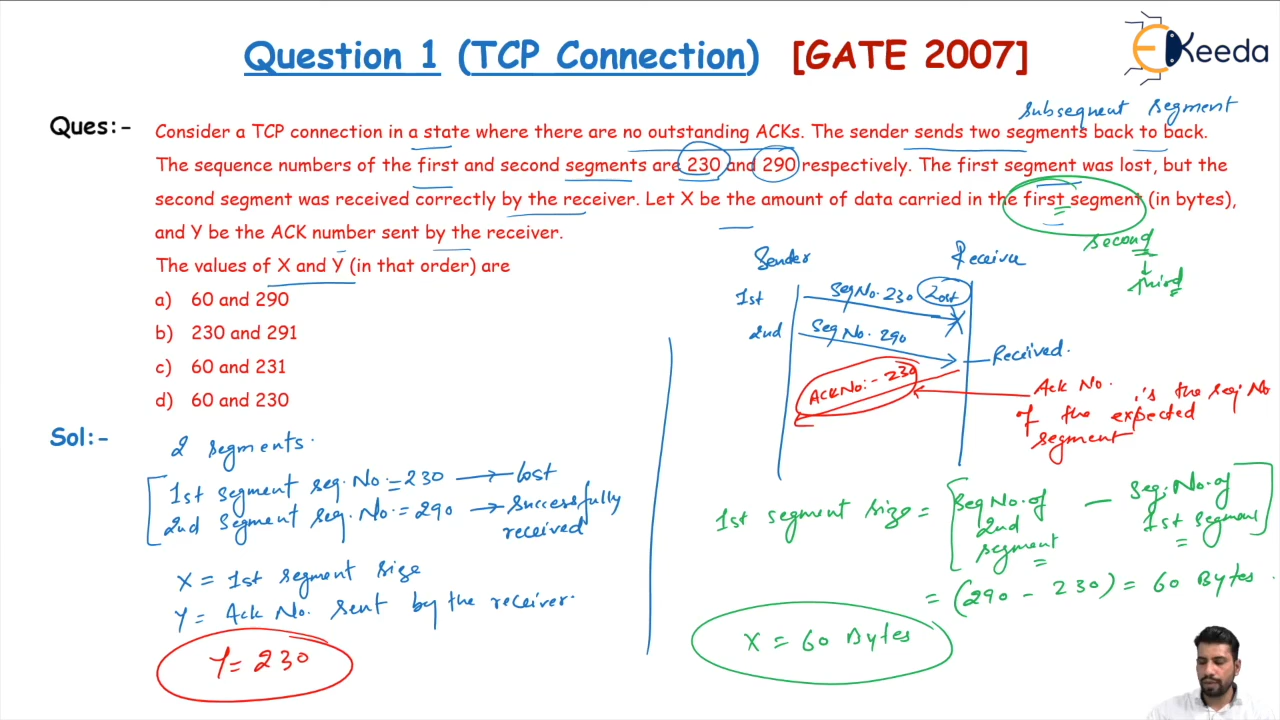 Question 1 (TCP Connection) [GATE 2007]
EKeeda
subsequent segment
Ques:- Consider a TCP connection in a state where there are no outstanding ACKs. The sender sends two segments back to back.
The sequence numbers of the first and second segments are 230 and 290 respectively. The first segment was lost, but the
second segment was received correctly by the receiver. Let X be the amount of data carried in the first segment (in bytes),
and Y be the ACK number sent by the receiver.
The values of X and Y (in that order) are
a) 60 and 290
b) 230 and 291
c) 60 and 231
d) 60 and 230
second
third
Sender Receiver
1st Seq No. 230 Lost
2nd Seq No. 290
Received.
ACK No:- 230
Ack No. is the seq No
of the expected
segment
Sol:- 2 segments.
1st segment seq. No. = 230 → lost
2nd segment seq. No. = 290 → successfully
received
X = 1st segment size
Y = Ack No. sent by the receiver.
Y = 230
1st segment size = [Seq No. of 2nd segment — Seq. No. of 1st segment]
= (290 - 230) = 60 Bytes.
X = 60 Bytes